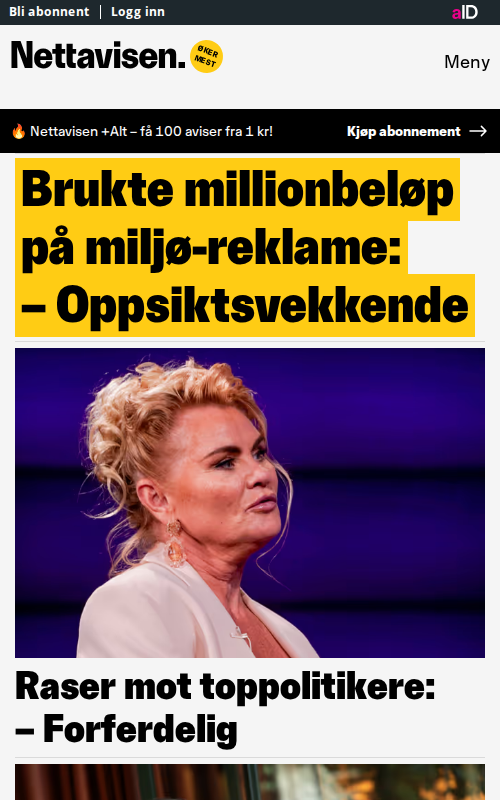 Bli abonnent | Logg inn
aID
Nettavisen.
ØKER
MEST
Meny
🔥 Nettavisen +Alt – få 100 aviser fra 1 kr!
Kjøp abonnement →
Brukte millionbeløp
på miljø-reklame:
– Oppsiktsvekkende
Raser mot toppolitikere:
– Forferdelig